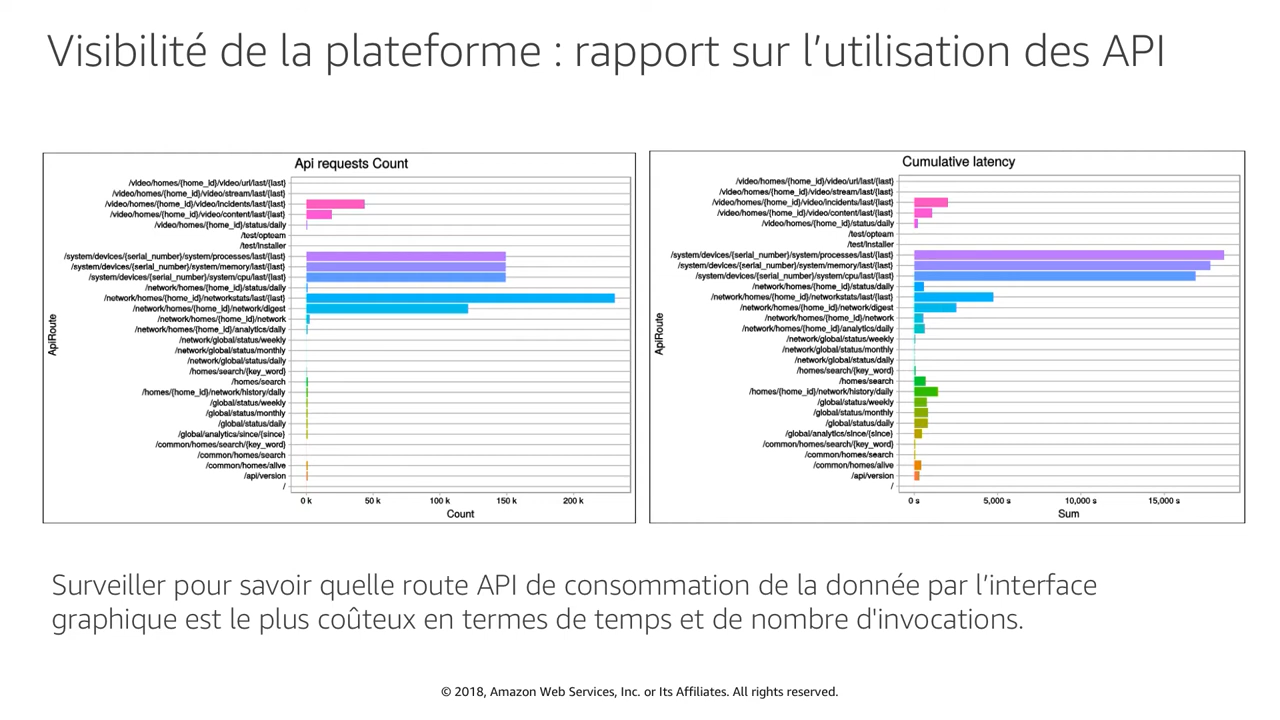 Visibilité de la plateforme : rapport sur l’utilisation des API
Api requests Count
/video/homes/{home_id}/video/url/last/{last}
/video/homes/{home_id}/video/stream/last/{last}
/video/homes/{home_id}/video/incidents/last/{last}
/video/homes/{home_id}/video/content/last/{last}
/video/homes/{home_id}/status/daily
/test/opteam
/test/installer
/system/devices/{serial_number}/system/processes/last/{last}
/system/devices/{serial_number}/system/memory/last/{last}
/system/devices/{serial_number}/system/cpu/last/{last}
/network/homes/{home_id}/status/daily
/network/homes/{home_id}/networkstats/last/{last}
/network/homes/{home_id}/network/digest
/network/homes/{home_id}/network
/network/homes/{home_id}/analytics/daily
/network/global/status/weekly
/network/global/status/monthly
/network/global/status/daily
/homes/search/{key_word}
/homes/search
/homes/{home_id}/network/history/daily
/global/status/weekly
/global/status/monthly
/global/status/daily
/global/analytics/since/{since}
/common/homes/search/{key_word}
/common/homes/search
/common/homes/alive
/api/version
/
ApiRoute
0 k 50 k 100 k 150 k 200 k
Count
Cumulative latency
/video/homes/{home_id}/video/url/last/{last}
/video/homes/{home_id}/video/stream/last/{last}
/video/homes/{home_id}/video/incidents/last/{last}
/video/homes/{home_id}/video/content/last/{last}
/video/homes/{home_id}/status/daily
/test/opteam
/test/installer
/system/devices/{serial_number}/system/processes/last/{last}
/system/devices/{serial_number}/system/memory/last/{last}
/system/devices/{serial_number}/system/cpu/last/{last}
/network/homes/{home_id}/status/daily
/network/homes/{home_id}/networkstats/last/{last}
/network/homes/{home_id}/network/digest
/network/homes/{home_id}/network
/network/homes/{home_id}/analytics/daily
/network/global/status/weekly
/network/global/status/monthly
/network/global/status/daily
/homes/search/{key_word}
/homes/search
/homes/{home_id}/network/history/daily
/global/status/weekly
/global/status/monthly
/global/status/daily
/global/analytics/since/{since}
/common/homes/search/{key_word}
/common/homes/search
/common/homes/alive
/api/version
/
ApiRoute
0 s 5,000 s 10,000 s 15,000 s
Sum
Surveiller pour savoir quelle route API de consommation de la donnée par l’interface
graphique est le plus coûteux en termes de temps et de nombre d'invocations.
© 2018, Amazon Web Services, Inc. or Its Affiliates. All rights reserved.